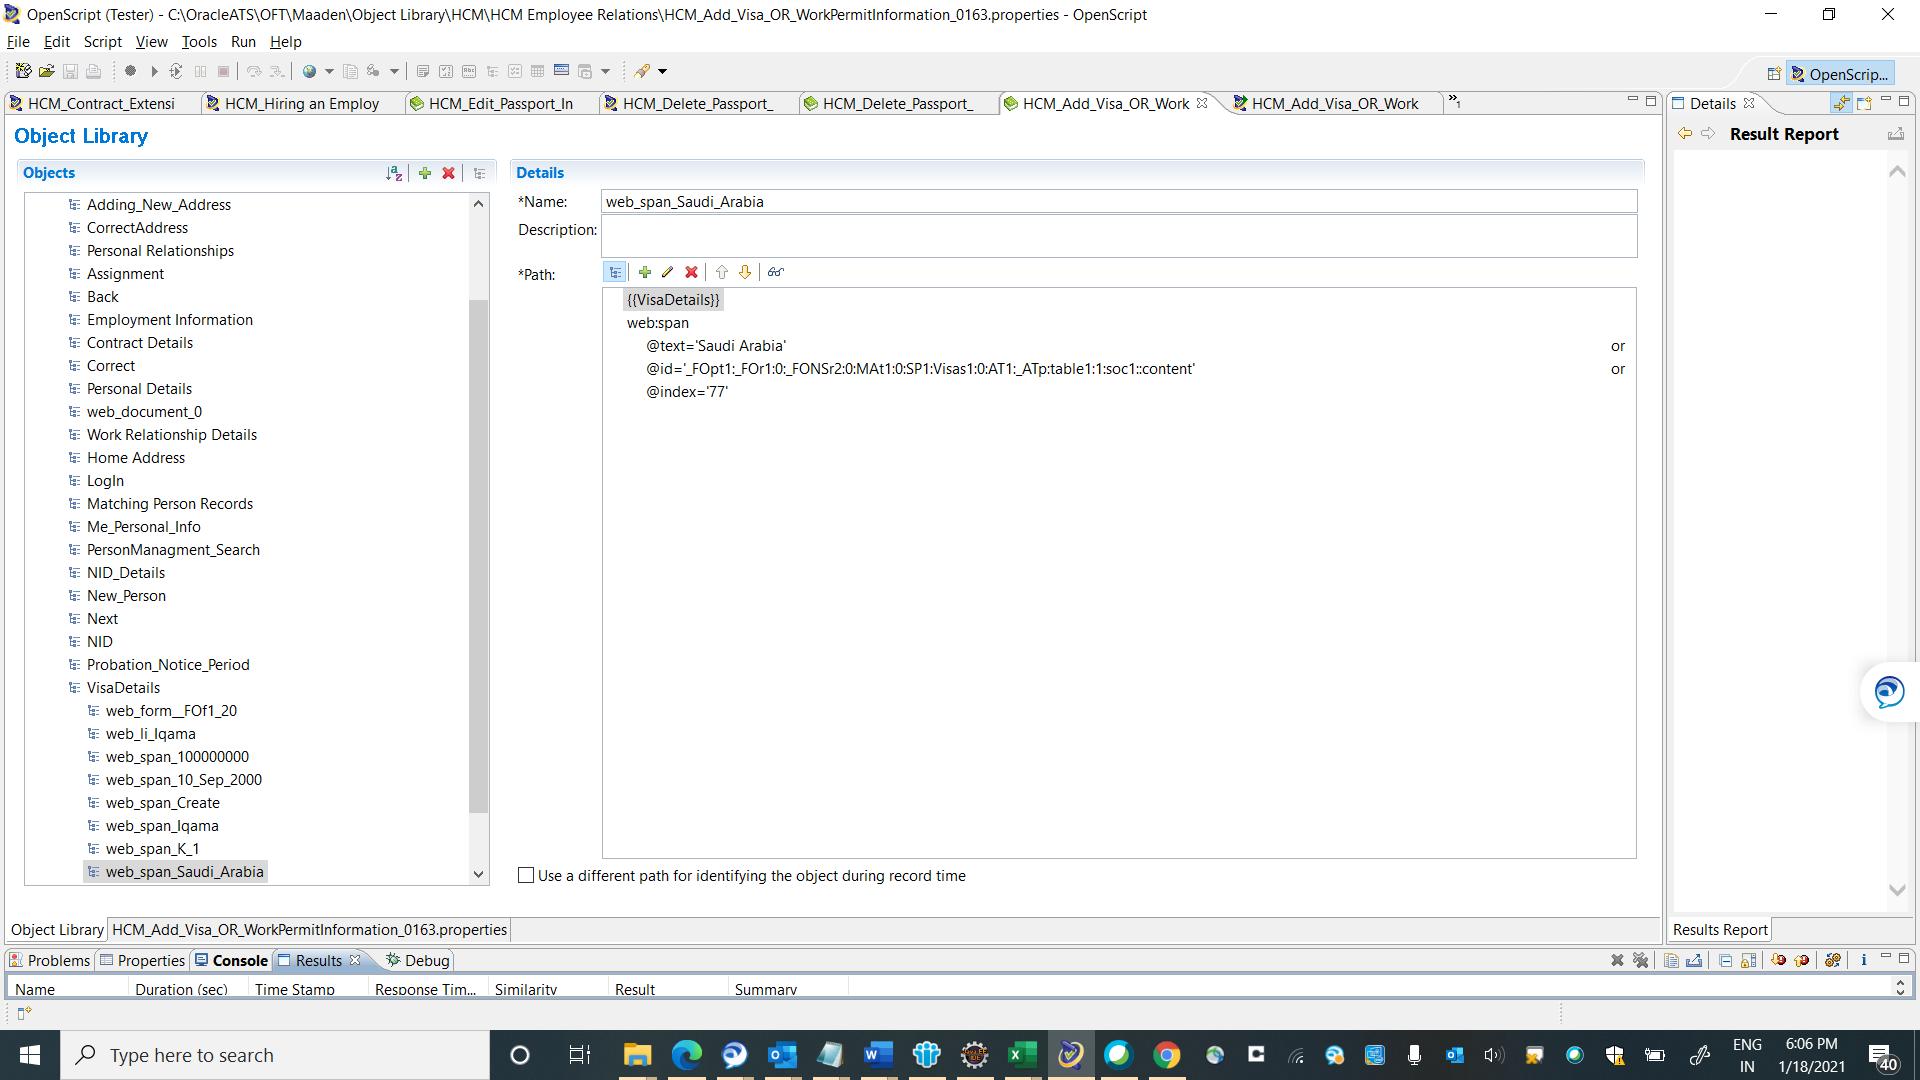 OpenScript (Tester) - C:\OracleATS\OFT\Maaden\Object Library\HCM\HCM Employee Relations\HCM_Add_Visa_OR_WorkPermitInformation_0163.properties - OpenScript
File Edit Script View Tools Run Help
OpenScrip...
HCM_Contract_Extensi HCM_Hiring an Employ HCM_Edit_Passport_In HCM_Delete_Passport_ HCM_Delete_Passport_ HCM_Add_Visa_OR_Work HCM_Add_Visa_OR_Work »1
Details
Object Library
Result Report
Objects
Adding_New_Address
CorrectAddress
Personal Relationships
Assignment
Back
Employment Information
Contract Details
Correct
Personal Details
web_document_0
Work Relationship Details
Home Address
LogIn
Matching Person Records
Me_Personal_Info
PersonManagment_Search
NID_Details
New_Person
Next
NID
Probation_Notice_Period
VisaDetails
web_form__FOf1_20
web_li_Iqama
web_span_100000000
web_span_10_Sep_2000
web_span_Create
web_span_Iqama
web_span_K_1
web_span_Saudi_Arabia
Details
*Name: web_span_Saudi_Arabia
Description:
*Path:
{{VisaDetails}}
web:span
@text='Saudi Arabia' or
@id='_FOpt1:_FOr1:0:_FONSr2:0:MAt1:0:SP1:Visas1:0:AT1:_ATp:table1:1:soc1::content' or
@index='77'
Use a different path for identifying the object during record time
Object Library HCM_Add_Visa_OR_WorkPermitInformation_0163.properties
Results Report
Problems Properties Console Results Debug
Name Duration (sec) Time Stamp Response Tim... Similarity Result Summary
Type here to search
ENG
IN
6:06 PM
1/18/2021
40